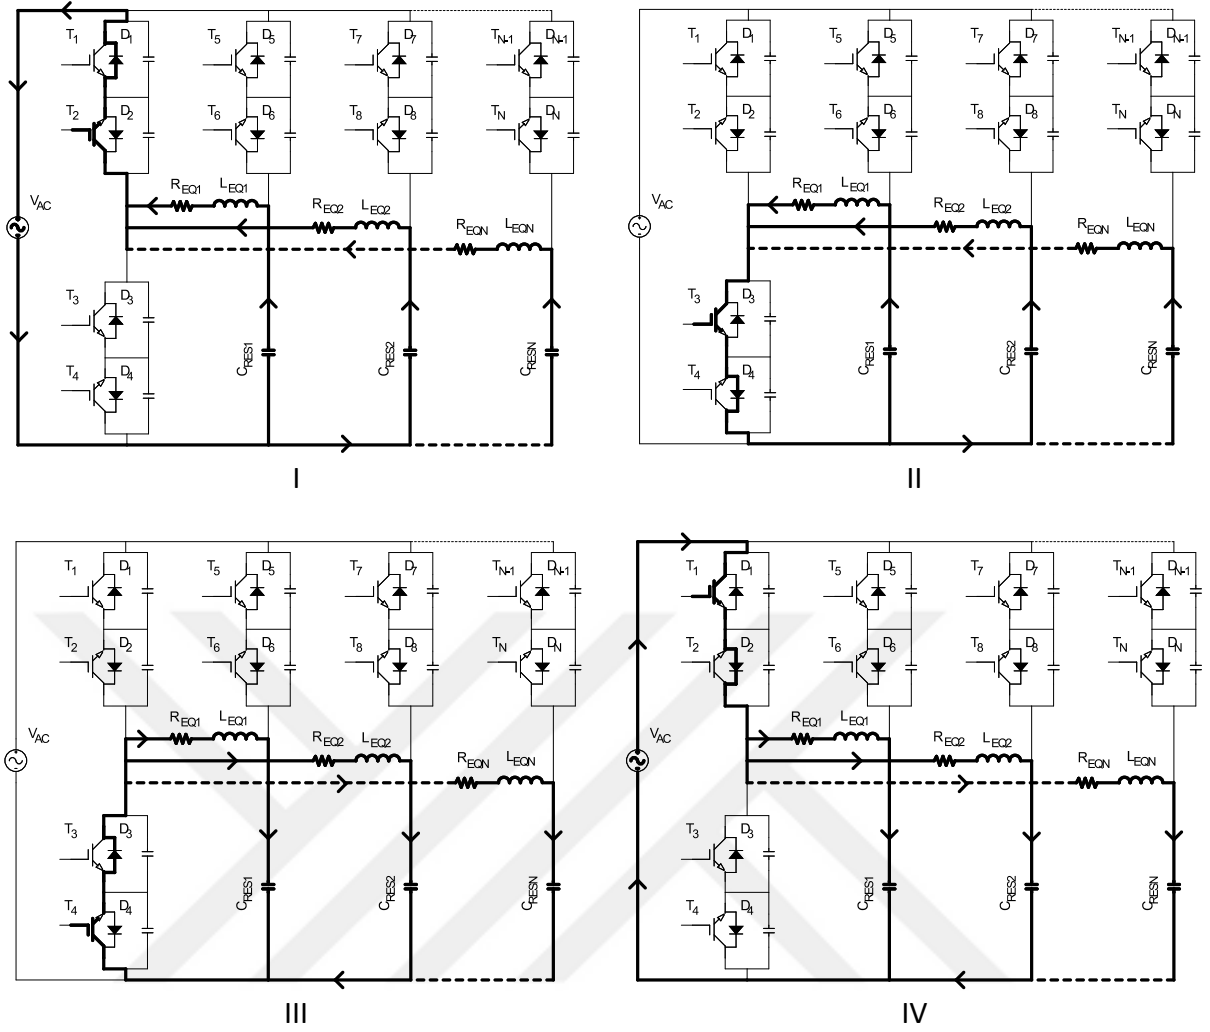 T1 D1 T5 D5 T7 D7 TN-1 DN-1
T2 D2 T6 D6 T8 D8 TN DN
VAC REQ1 LEQ1 REQ2 LEQ2 REQN LEQN
T3 D3
T4 D4 CRES1 CRES2 CRESN
I
T1 D1 T5 D5 T7 D7 TN-1 DN-1
T2 D2 T6 D6 T8 D8 TN DN
VAC REQ1 LEQ1 REQ2 LEQ2 REQN LEQN
T3 D3
T4 D4 CRES1 CRES2 CRESN
II
T1 D1 T5 D5 T7 D7 TN-1 DN-1
T2 D2 T6 D6 T8 D8 TN DN
VAC REQ1 LEQ1 REQ2 LEQ2 REQN LEQN
T3 D3
T4 D4 CRES1 CRES2 CRESN
III
T1 D1 T5 D5 T7 D7 TN-1 DN-1
T2 D2 T6 D6 T8 D8 TN DN
VAC REQ1 LEQ1 REQ2 LEQ2 REQN LEQN
T3 D3
T4 D4 CRES1 CRES2 CRESN
IV